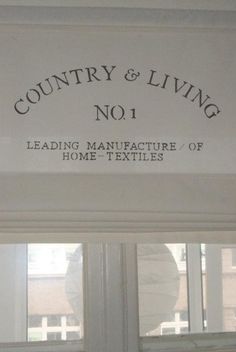 COUNTRY & LIVING
NO.1
LEADING MANUFACTURE/OF
HOME-TEXTILES